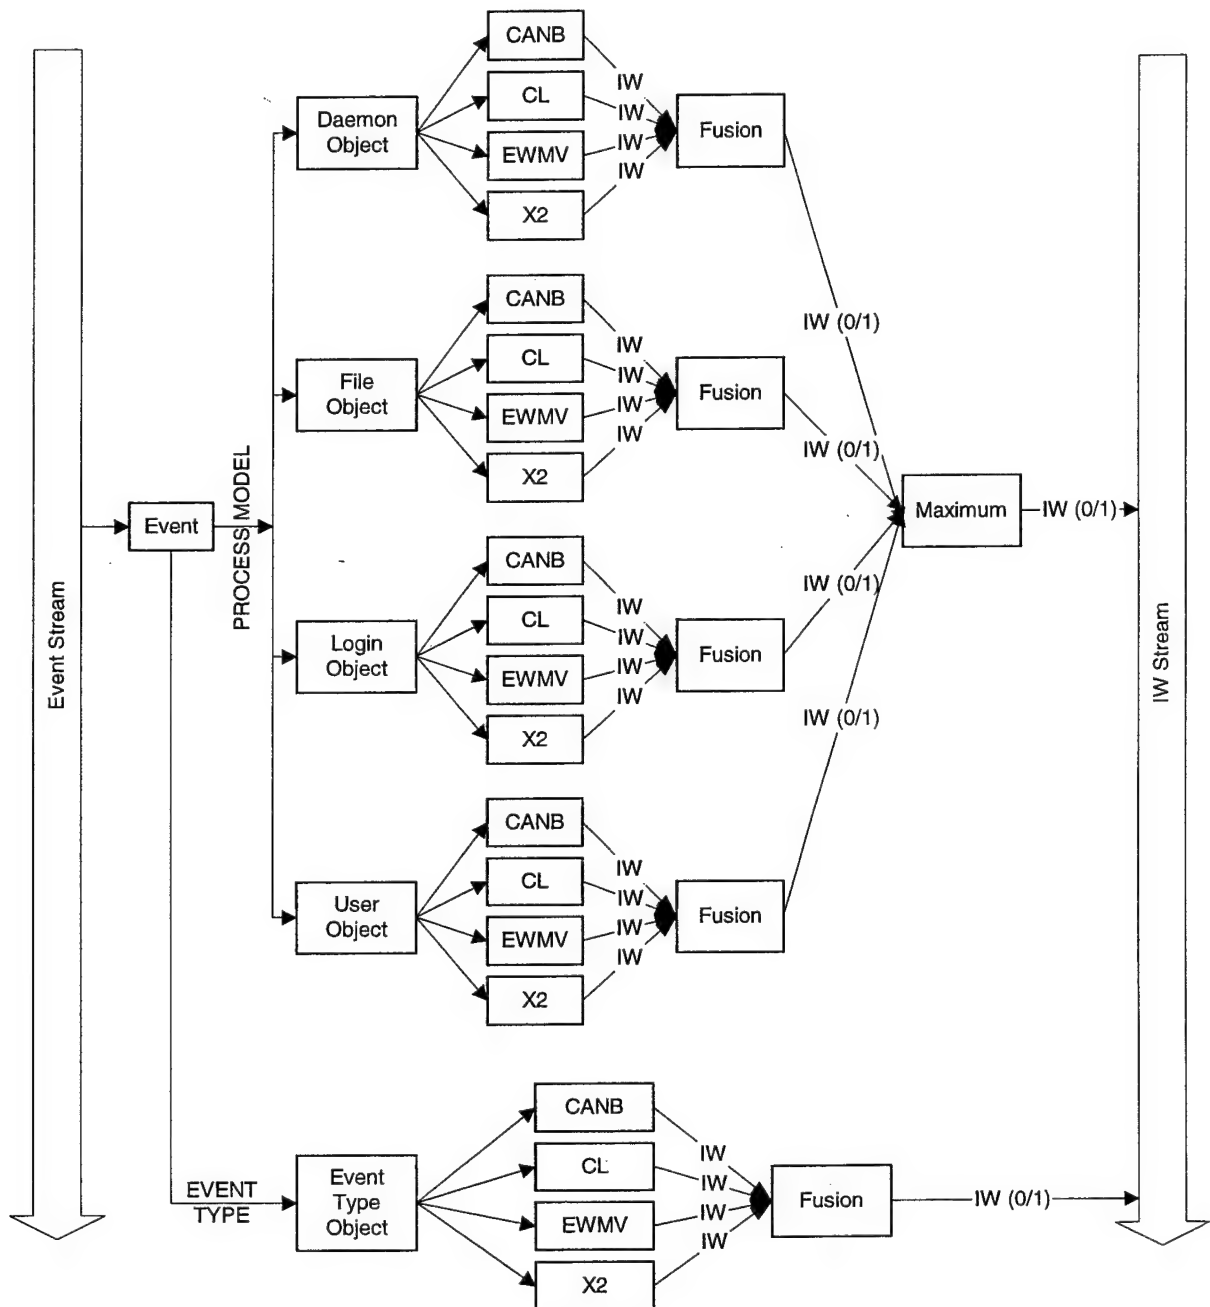 CANB
IW
CL
IW
Daemon
Object
Fusion
IW
EWMV
IW
X2
CANB
IW (0/1)
IW
CL
IW
File
Object
Fusion
IW
EWMV
IW
IW (0/1)
X2
PROCESS MODEL
Event
Maximum
IW (0/1)
CANB
IW (0/1)
IW
CL
IW
Login
Object
Fusion
IW
EWMV
IW
Event Stream
IW Stream
IW (0/1)
X2
CANB
IW
CL
IW
User
Object
Fusion
IW
EWMV
IW
X2
CANB
IW
CL
IW
EVENT
TYPE
Event
Type
Object
Fusion
IW (0/1)
IW
EWMV
IW
X2